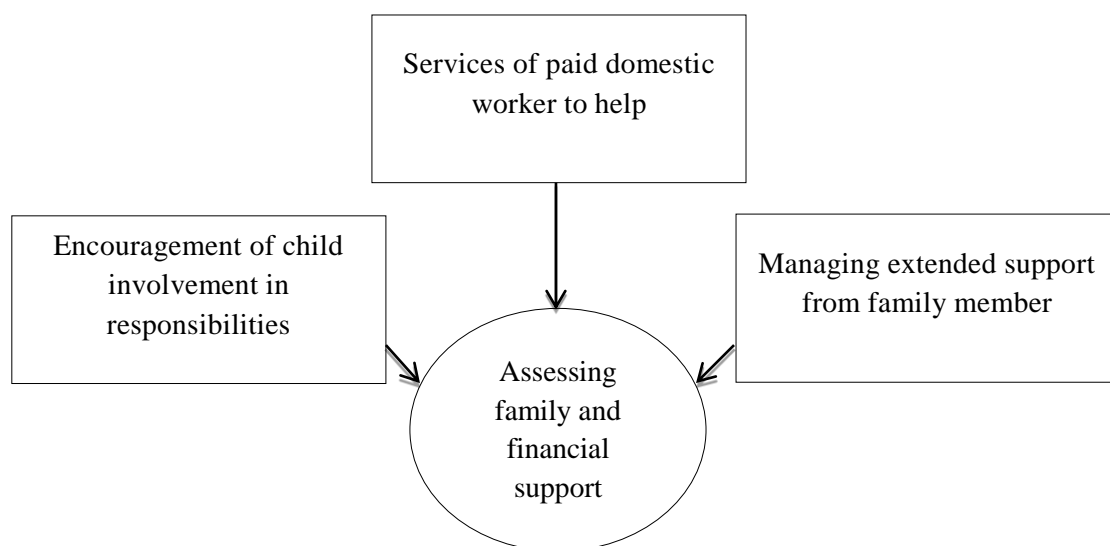 Services of paid domestic
worker to help
Encouragement of child
involvement in
responsibilities
Managing extended support
from family member
Assessing
family and
financial
support